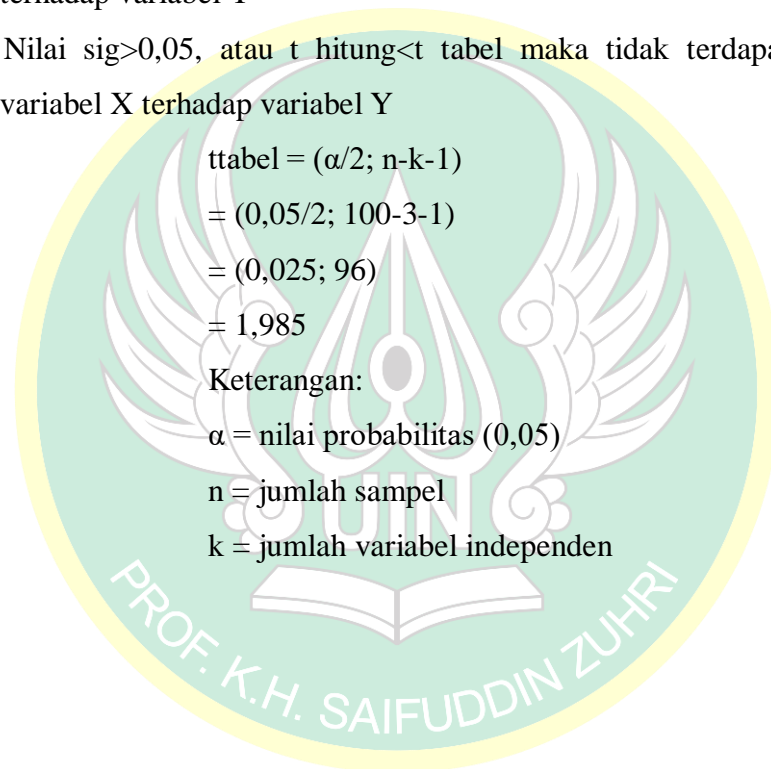 terhadap variabel Y
Nilai sig>0,05, atau t hitung<t tabel maka tidak terdapa
variabel X terhadap variabel Y
ttabel = (α/2; n-k-1)
= (0,05/2; 100-3-1)
= (0,025; 96)
= 1,985
Keterangan:
α = nilai probabilitas (0,05)
n = jumlah sampel
k = jumlah variabel independen
UIN
PROF. K.H. SAIFUDDIN ZUHRI